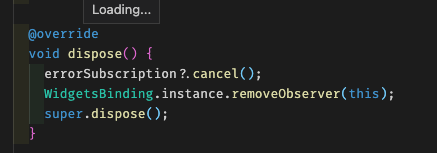 Loading...
@override
void dispose() {
errorSubscription?.cancel();
WidgetsBinding.instance.removeObserver(this);
super.dispose();
}